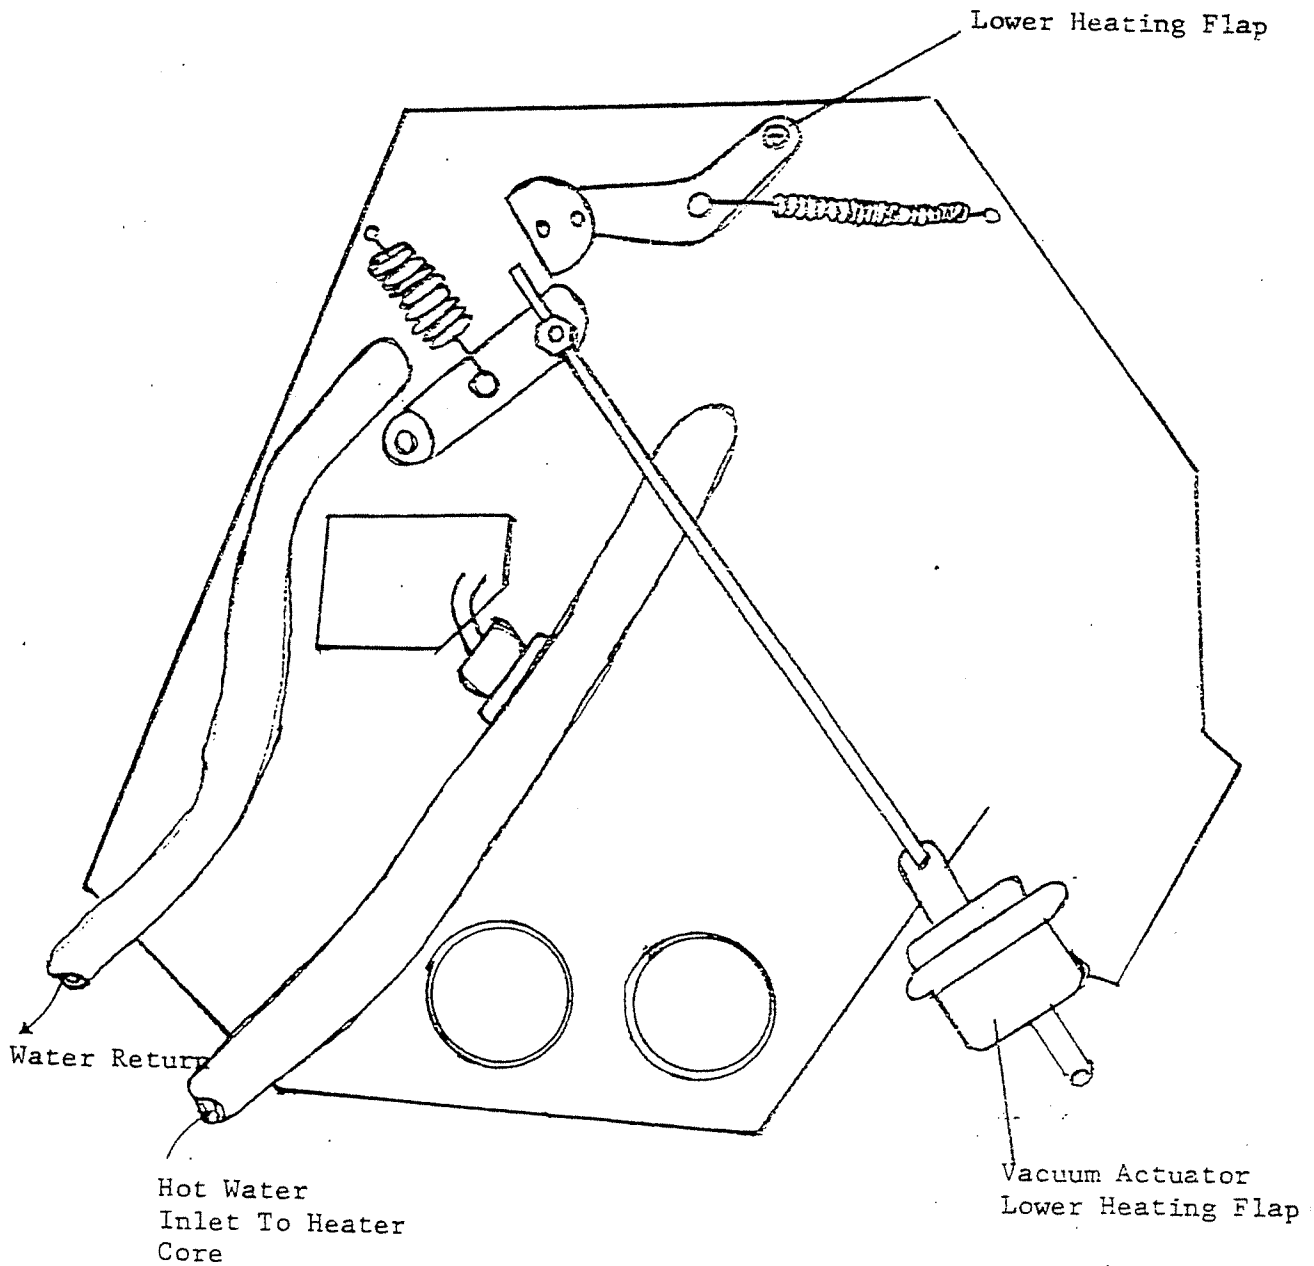 Lower Heating Flap
Water Return
Hot Water
Inlet To Heater
Core
Vacuum Actuator
Lower Heating Flap